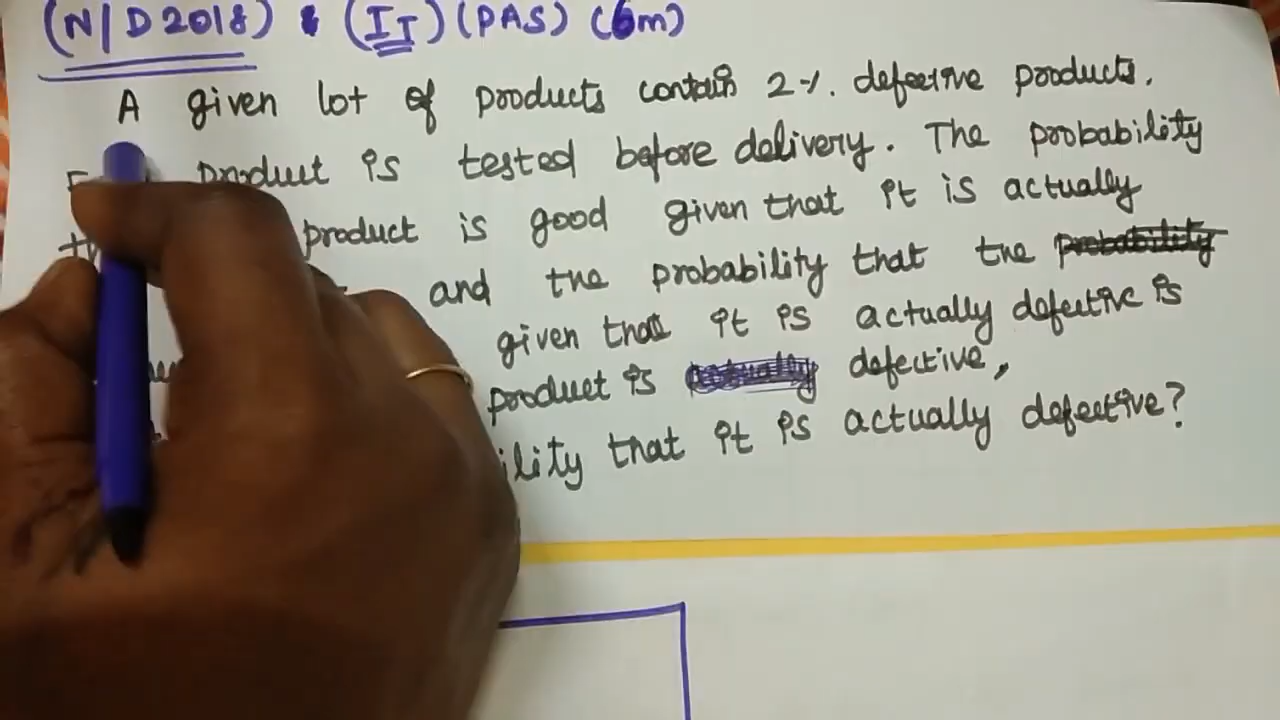 (N/D 2018) (IT) (PAS) (6m)
A given lot of products contain 2%. defective products.
product is tested before delivery. The probability
product is good given that it is actually
and the probability that the probability
given that it is actually defective is
product is actually defective,
that it is actually defective?